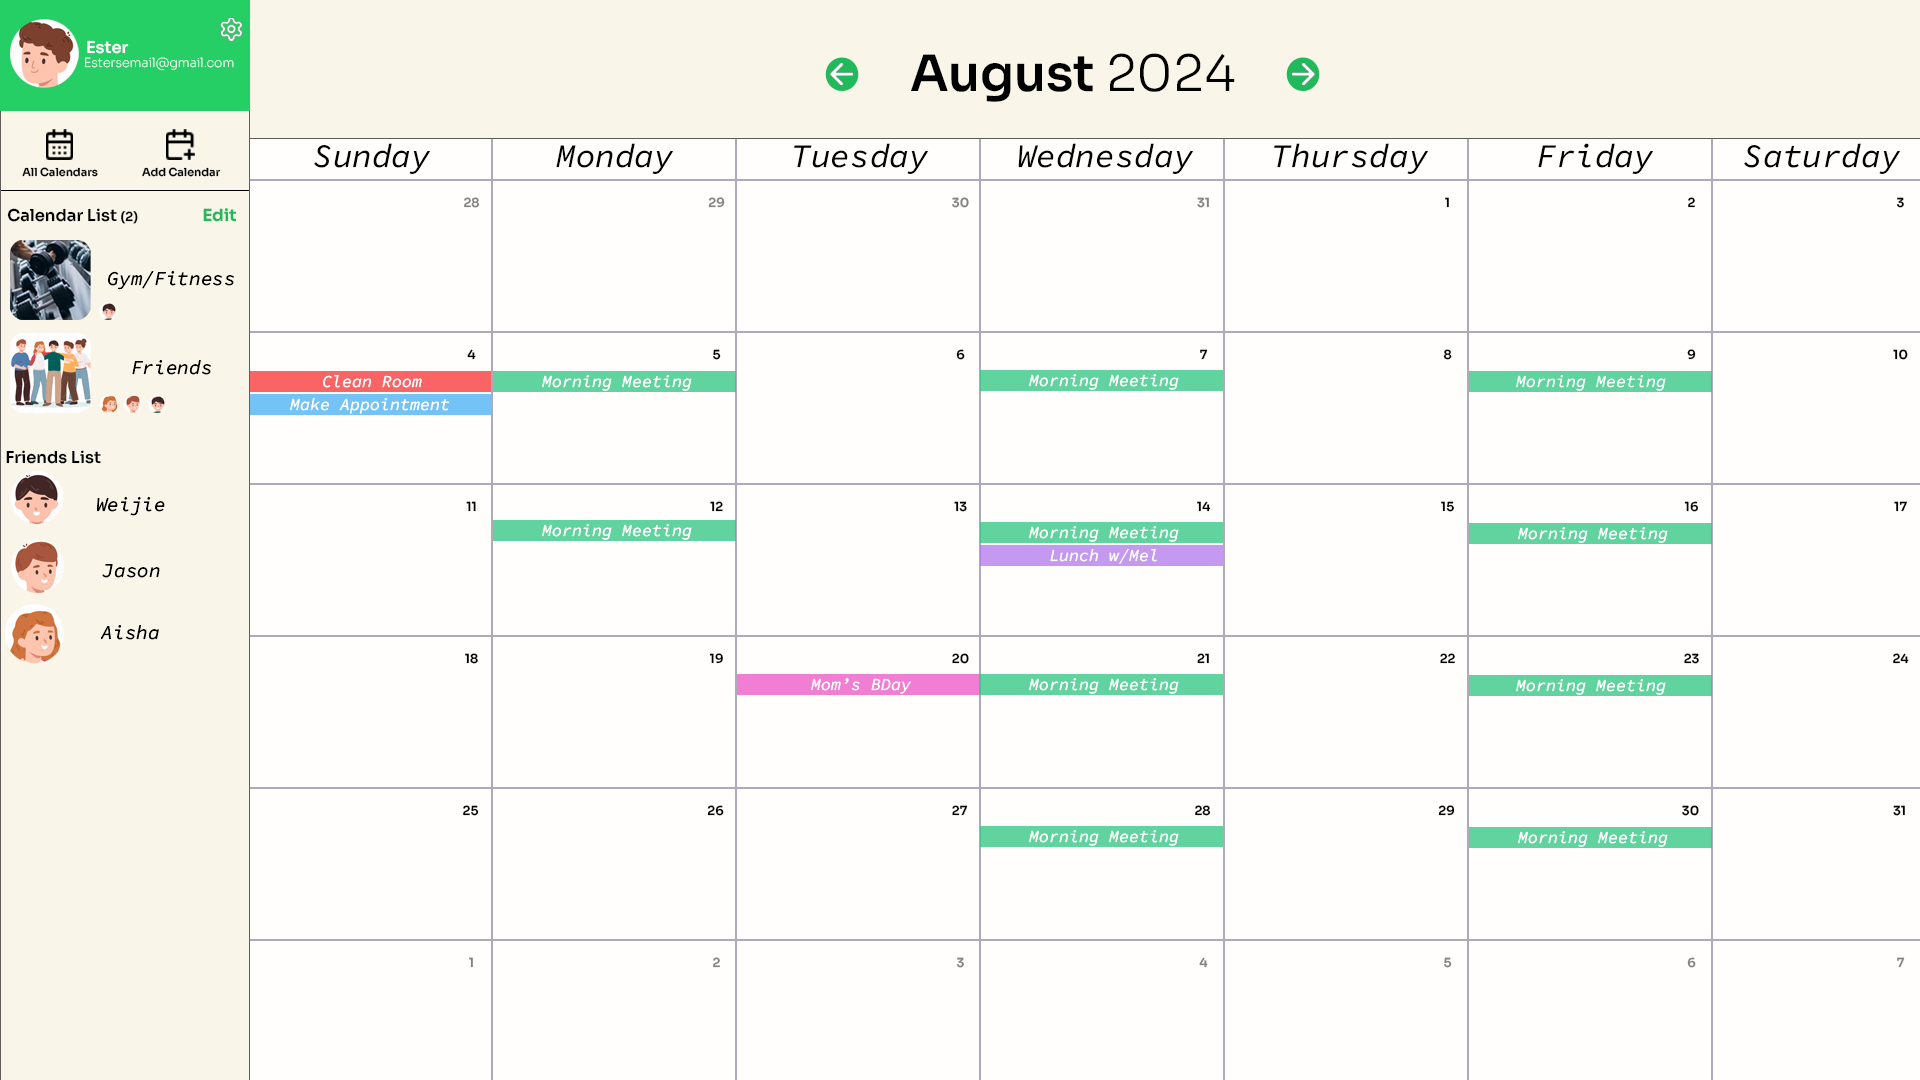 Ester
Estersemail@gmail.com
All Calendars
Add Calendar
Calendar List (2)
Edit
Gym/Fitness
Friends
Friends List
Weijie
Jason
Aisha
August 2024
Sunday Monday Tuesday Wednesday Thursday Friday Saturday
28 29 30 31 1 2 3
4 5 6 7 8 9 10
Clean Room Morning Meeting Morning Meeting Morning Meeting
Make Appointment
11 12 13 14 15 16 17
Morning Meeting Morning Meeting Morning Meeting
Lunch w/Mel
18 19 20 21 22 23 24
Mom’s BDay Morning Meeting Morning Meeting
25 26 27 28 29 30 31
Morning Meeting Morning Meeting
1 2 3 4 5 6 7